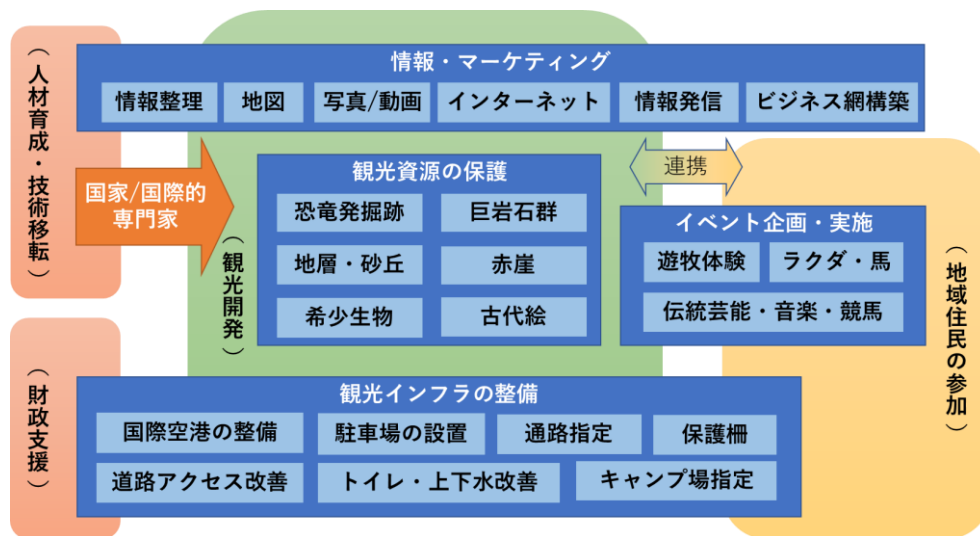 （人材育成・技術移転）
情報・マーケティング
情報整理
地図
写真/動画
インターネット
情報発信
ビジネス網構築
国家/国際的
専門家
（観光開発）
観光資源の保護
恐竜発掘跡
巨岩石群
地層・砂丘
赤崖
希少生物
古代絵
連携
イベント企画・実施
遊牧体験
ラクダ・馬
伝統芸能・音楽・競馬
（地域住民の参加）
（財政支援）
観光インフラの整備
国際空港の整備
駐車場の設置
通路指定
保護柵
道路アクセス改善
トイレ・上下水改善
キャンプ場指定